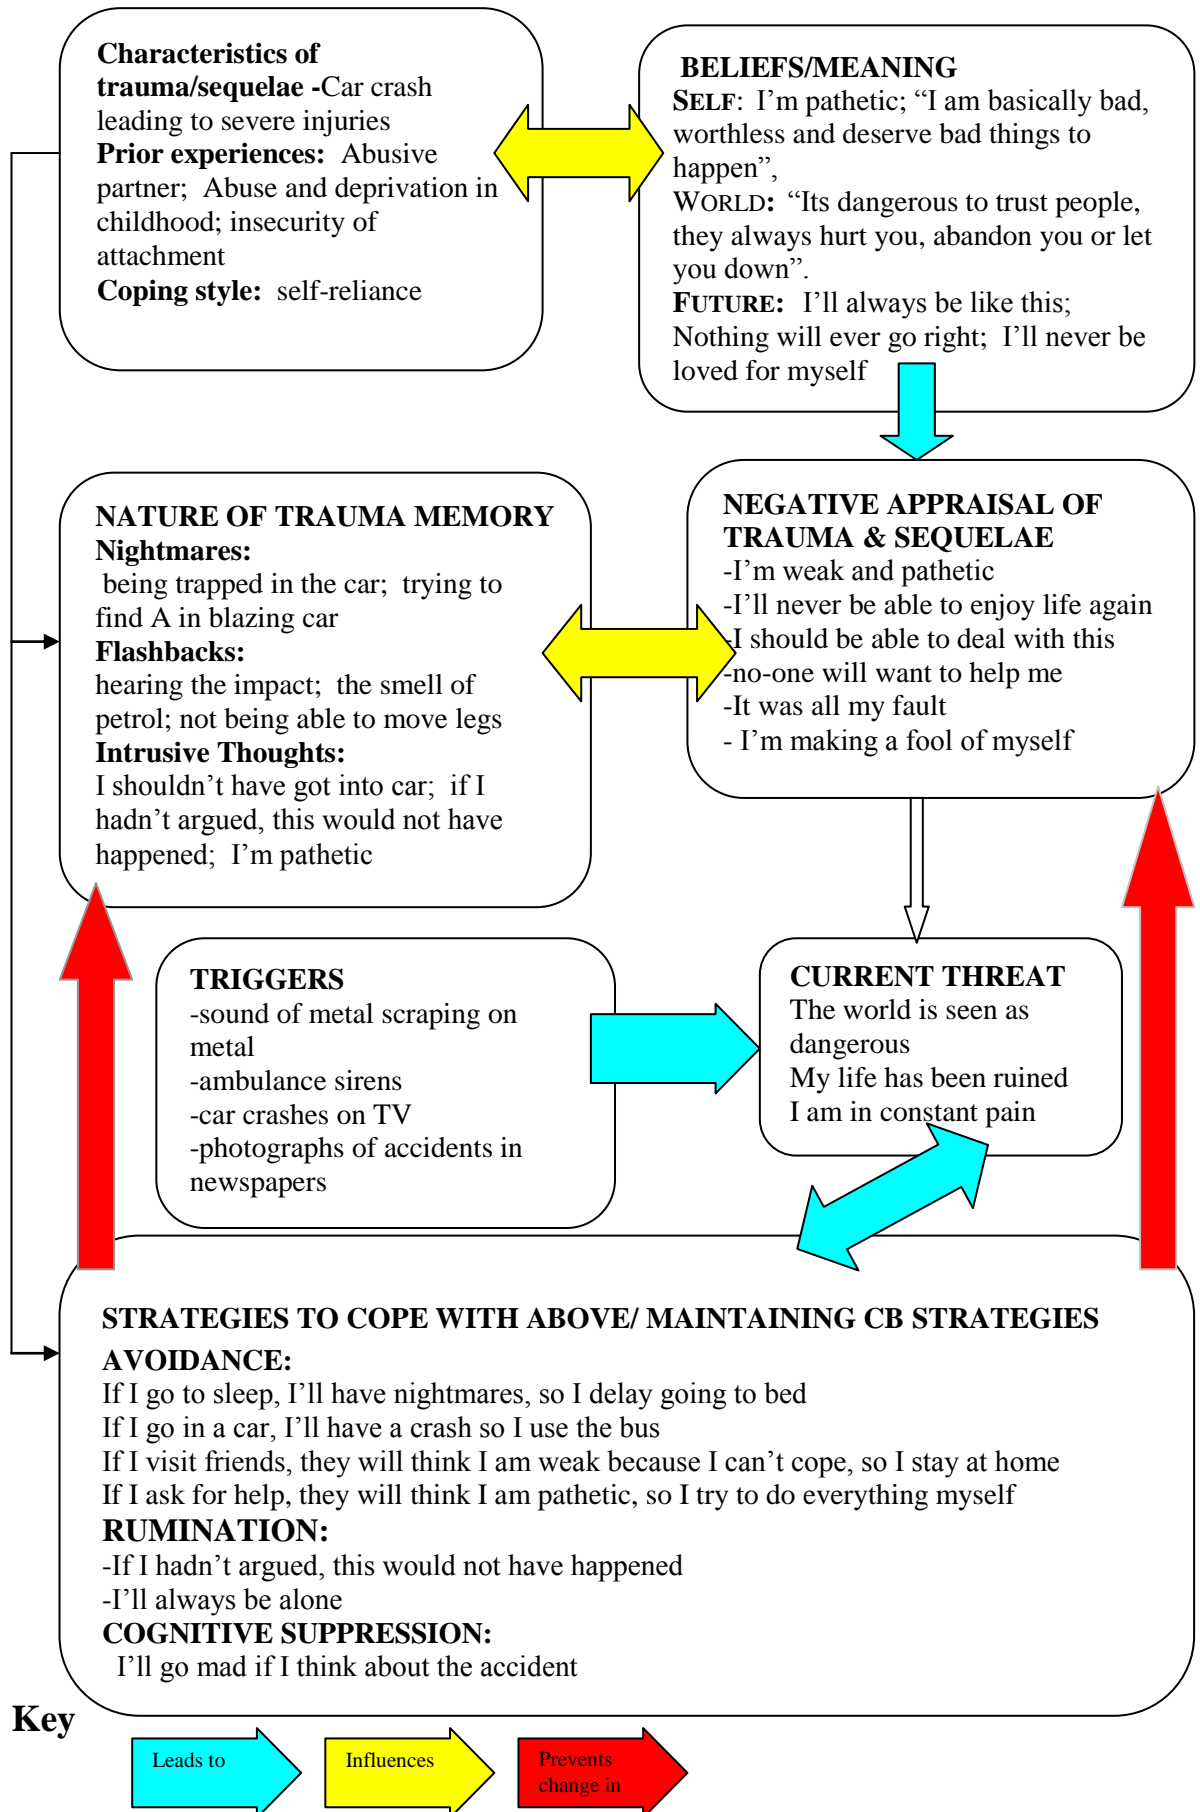 Characteristics of
trauma/sequelae -Car crash
leading to severe injuries
Prior experiences: Abusive
partner; Abuse and deprivation in
childhood; insecurity of
attachment
Coping style: self-reliance
BELIEFS/MEANING
SELF: I'm pathetic; “I am basically bad,
worthless and deserve bad things to
happen”,
WORLD: “Its dangerous to trust people,
they always hurt you, abandon you or let
you down”.
FUTURE: I'll always be like this;
Nothing will ever go right; I'll never be
loved for myself
NATURE OF TRAUMA MEMORY
Nightmares:
being trapped in the car; trying to
find A in blazing car
Flashbacks:
hearing the impact; the smell of
petrol; not being able to move legs
Intrusive Thoughts:
I shouldn't have got into car; if I
hadn't argued, this would not have
happened; I'm pathetic
NEGATIVE APPRAISAL OF
TRAUMA & SEQUELAE
-I'm weak and pathetic
-I'll never be able to enjoy life again
-I should be able to deal with this
-no-one will want to help me
-It was all my fault
- I'm making a fool of myself
TRIGGERS
-sound of metal scraping on
metal
-ambulance sirens
-car crashes on TV
-photographs of accidents in
newspapers
CURRENT THREAT
The world is seen as
dangerous
My life has been ruined
I am in constant pain
STRATEGIES TO COPE WITH ABOVE/ MAINTAINING CB STRATEGIES
AVOIDANCE:
If I go to sleep, I'll have nightmares, so I delay going to bed
If I go in a car, I'll have a crash so I use the bus
If I visit friends, they will think I am weak because I can't cope, so I stay at home
If I ask for help, they will think I am pathetic, so I try to do everything myself
RUMINATION:
-If I hadn't argued, this would not have happened
-I'll always be alone
COGNITIVE SUPPRESSION:
I'll go mad if I think about the accident
Key
Leads to
Influences
Prevents
change in